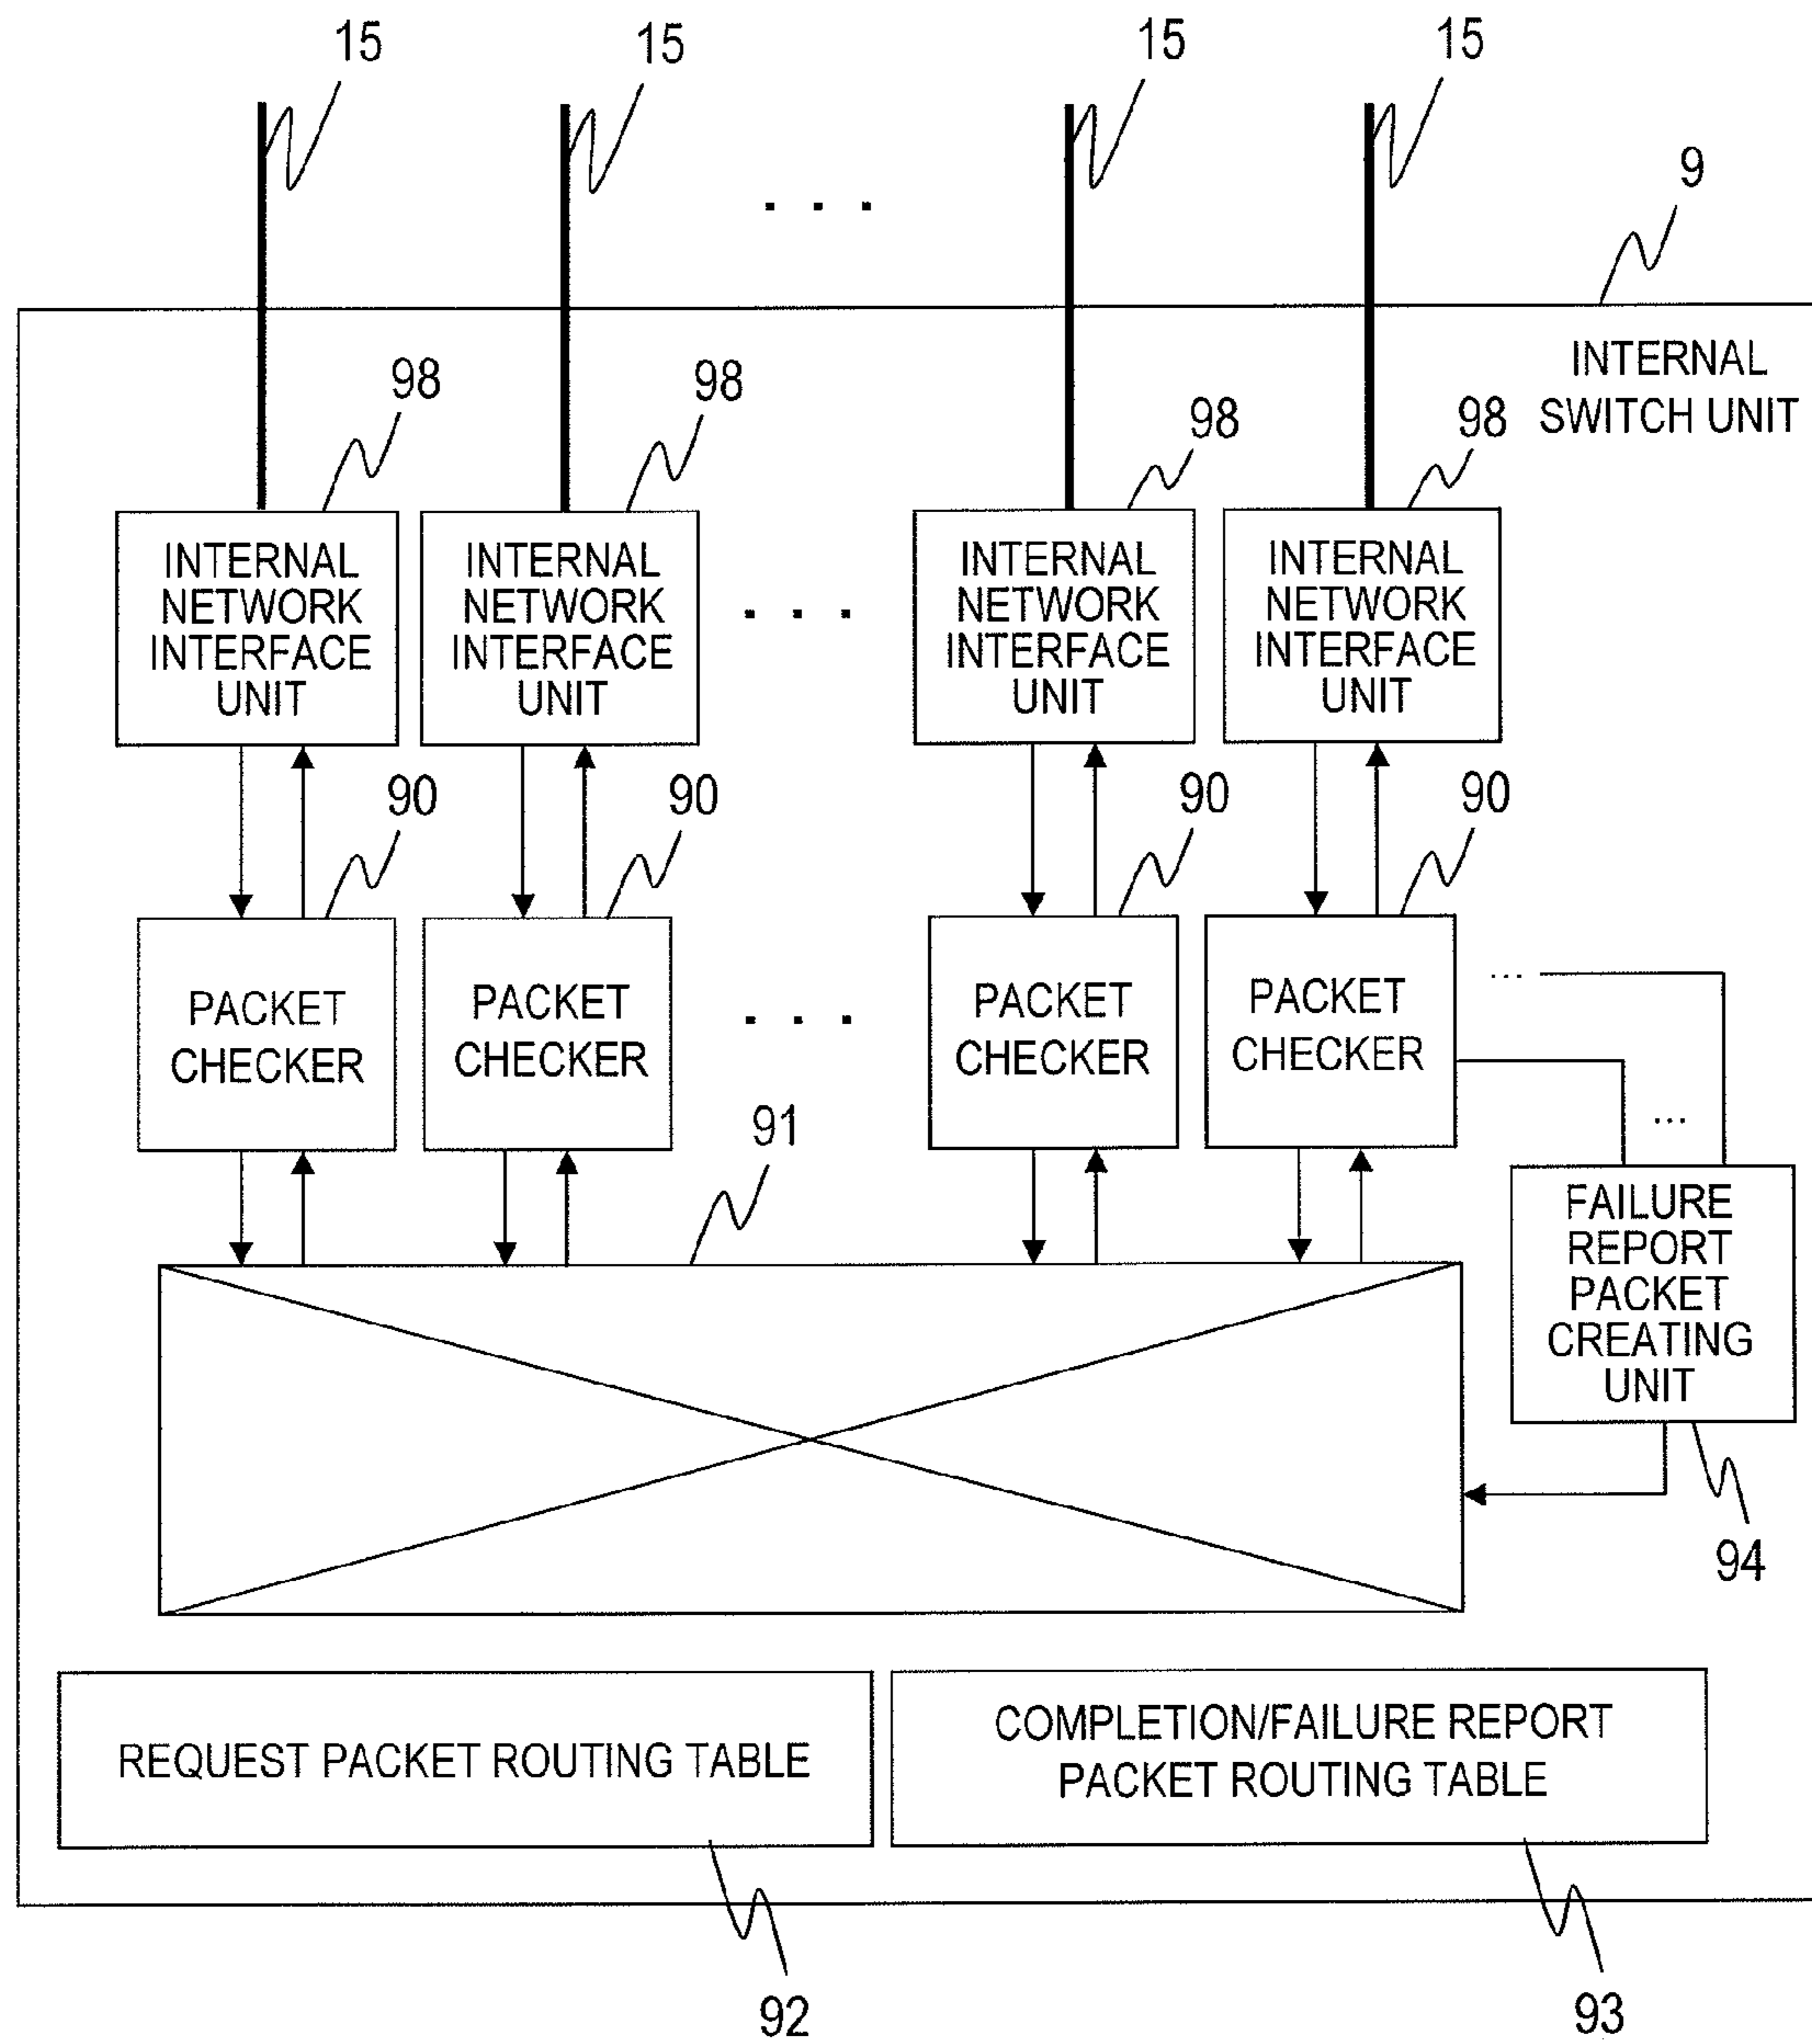 15
15
15
15
. . .
9
INTERNAL
SWITCH UNIT
98
98
98
98
INTERNAL
NETWORK
INTERFACE
UNIT
INTERNAL
NETWORK
INTERFACE
UNIT
. . .
INTERNAL
NETWORK
INTERFACE
UNIT
INTERNAL
NETWORK
INTERFACE
UNIT
90
90
90
90
PACKET
CHECKER
PACKET
CHECKER
. . .
PACKET
CHECKER
PACKET
CHECKER
...
...
91
FAILURE
REPORT
PACKET
CREATING
UNIT
94
REQUEST PACKET ROUTING TABLE
COMPLETION/FAILURE REPORT
PACKET ROUTING TABLE
92
93